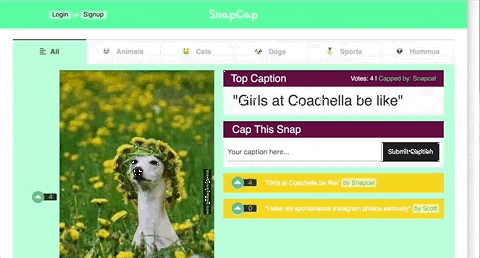 Login or Signup
SnapCap
All
Animals
Cats
Dogs
Sports
Hummus
Top Caption
Votes: 4 | Capped by: Snapcat
"Girls at Coachella be like"
Cap This Snap
Your caption here...
Submit Caption
4
4
"Girls at Coachella be like" by Snapcat
0
"I take my spontaneous instagram photos seriously" by Scott